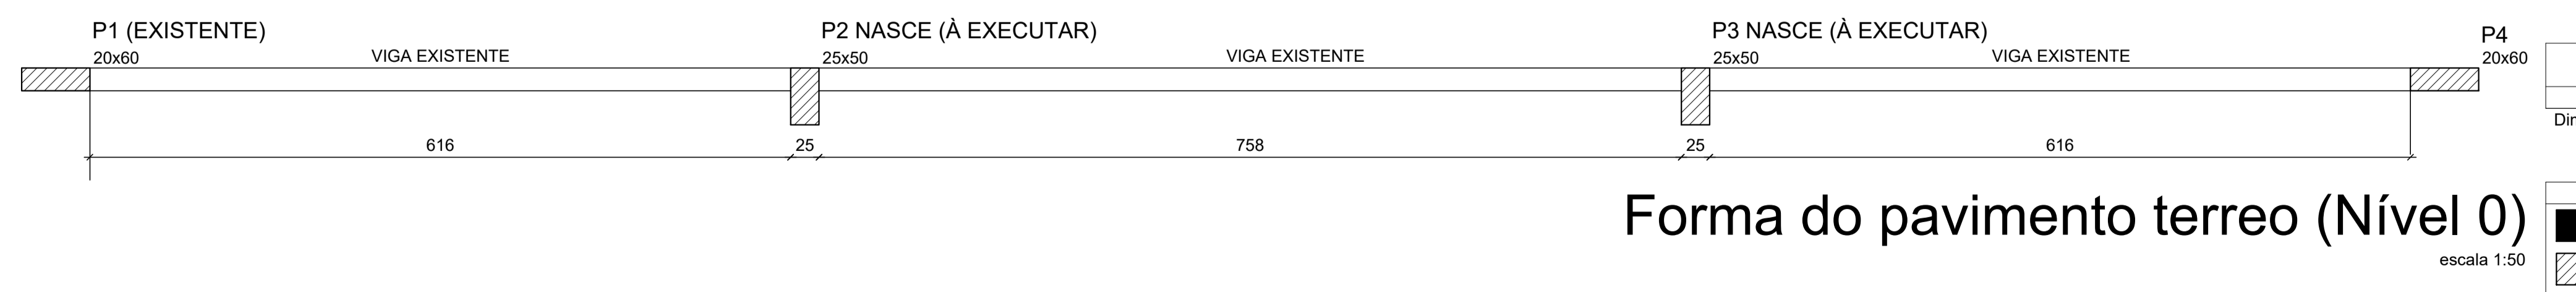 P1 (EXISTENTE)
20x60
VIGA EXISTENTE
P2 NASCE (À EXECUTAR)
25x50
VIGA EXISTENTE
P3 NASCE (À EXECUTAR)
25x50
VIGA EXISTENTE
P4
20x60
616
25
758
25
616
Forma do pavimento terreo (Nível 0)
escala 1:50